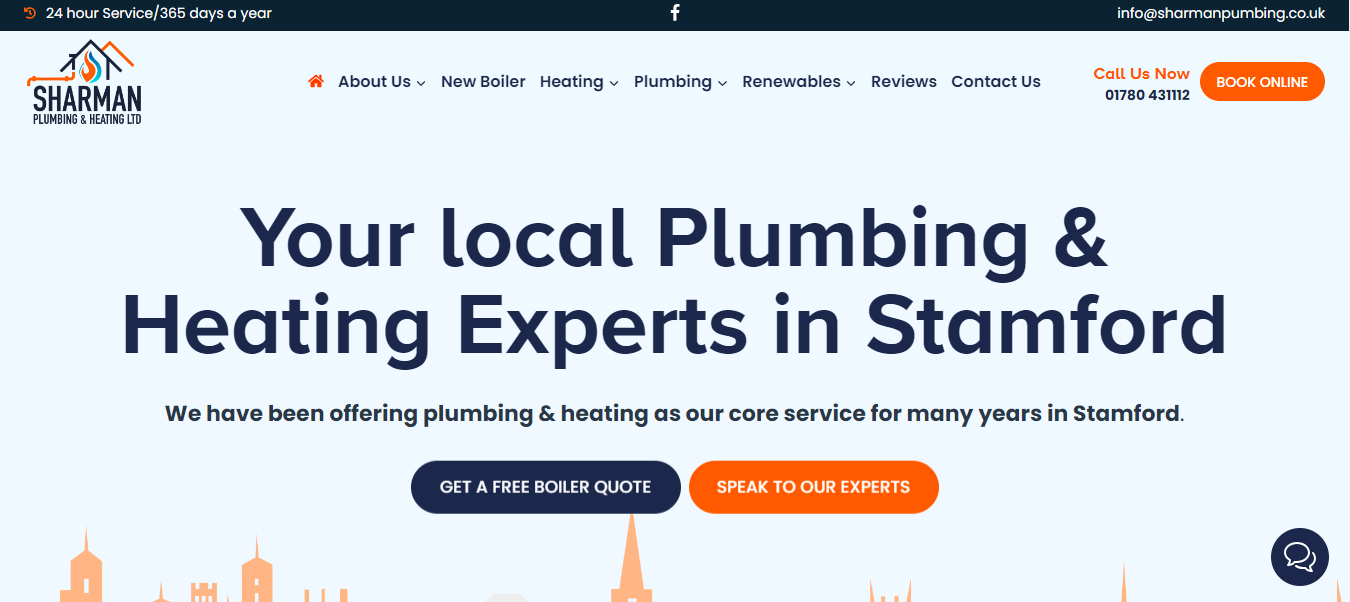 24 hour Service/365 days a year
info@sharmanpumbing.co.uk
SHARMAN
PLUMBING & HEATING LTD
About Us
New Boiler
Heating
Plumbing
Renewables
Reviews
Contact Us
Call Us Now
01780 431112
BOOK ONLINE
Your local Plumbing &
Heating Experts in Stamford
We have been offering plumbing & heating as our core service for many years in Stamford.
GET A FREE BOILER QUOTE
SPEAK TO OUR EXPERTS